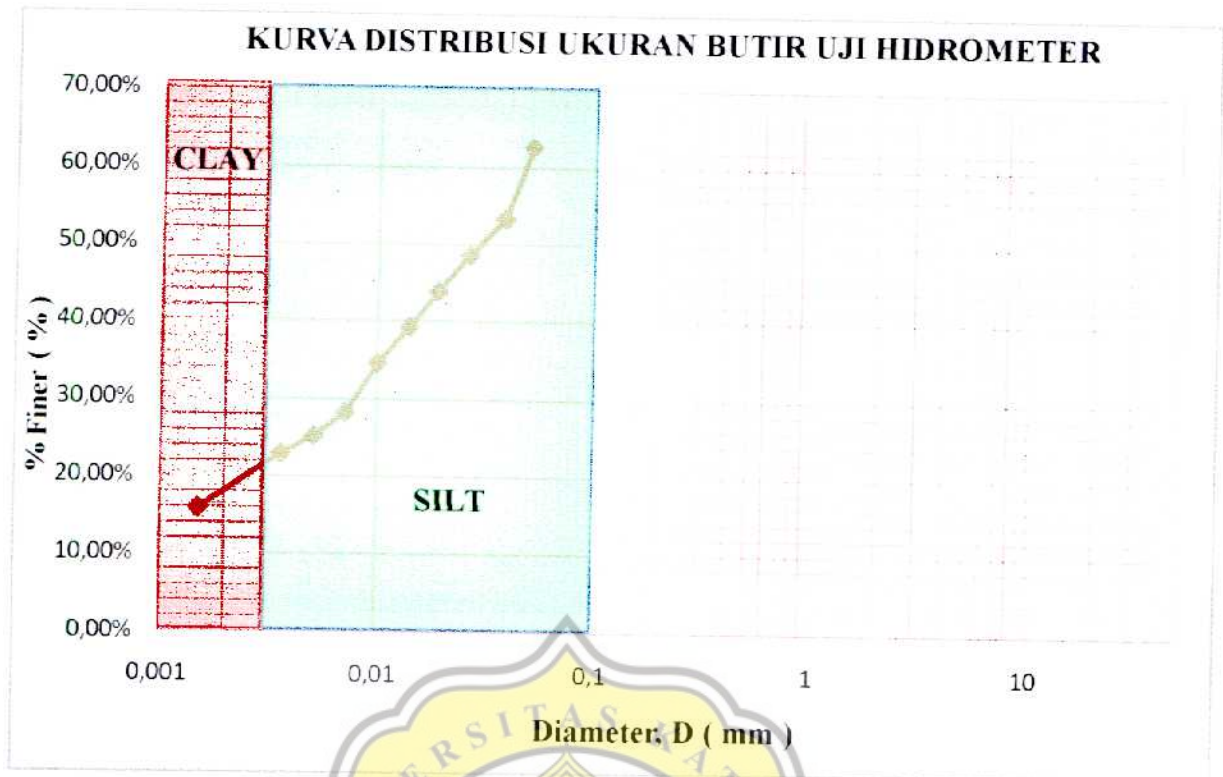 KURVA DISTRIBUSI UKURAN BUTIR UJI HIDROMETER
70,00%
60,00%
50,00%
40,00%
30,00%
20,00%
10,00%
0,00%
% Finer ( % )
CLAY
SILT
0,001
0,01
0,1
1
10
Diameter, D ( mm )